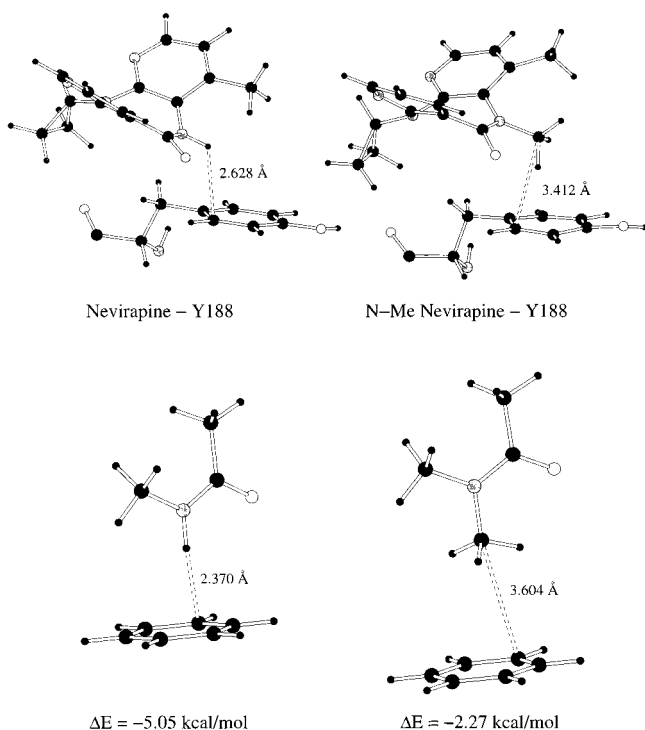 2.628 Å
3.412 Å
Nevirapine – Y188
N–Me Nevirapine – Y188
2.370 Å
3.604 Å
ΔE = −5.05 kcal/mol
ΔE = −2.27 kcal/mol